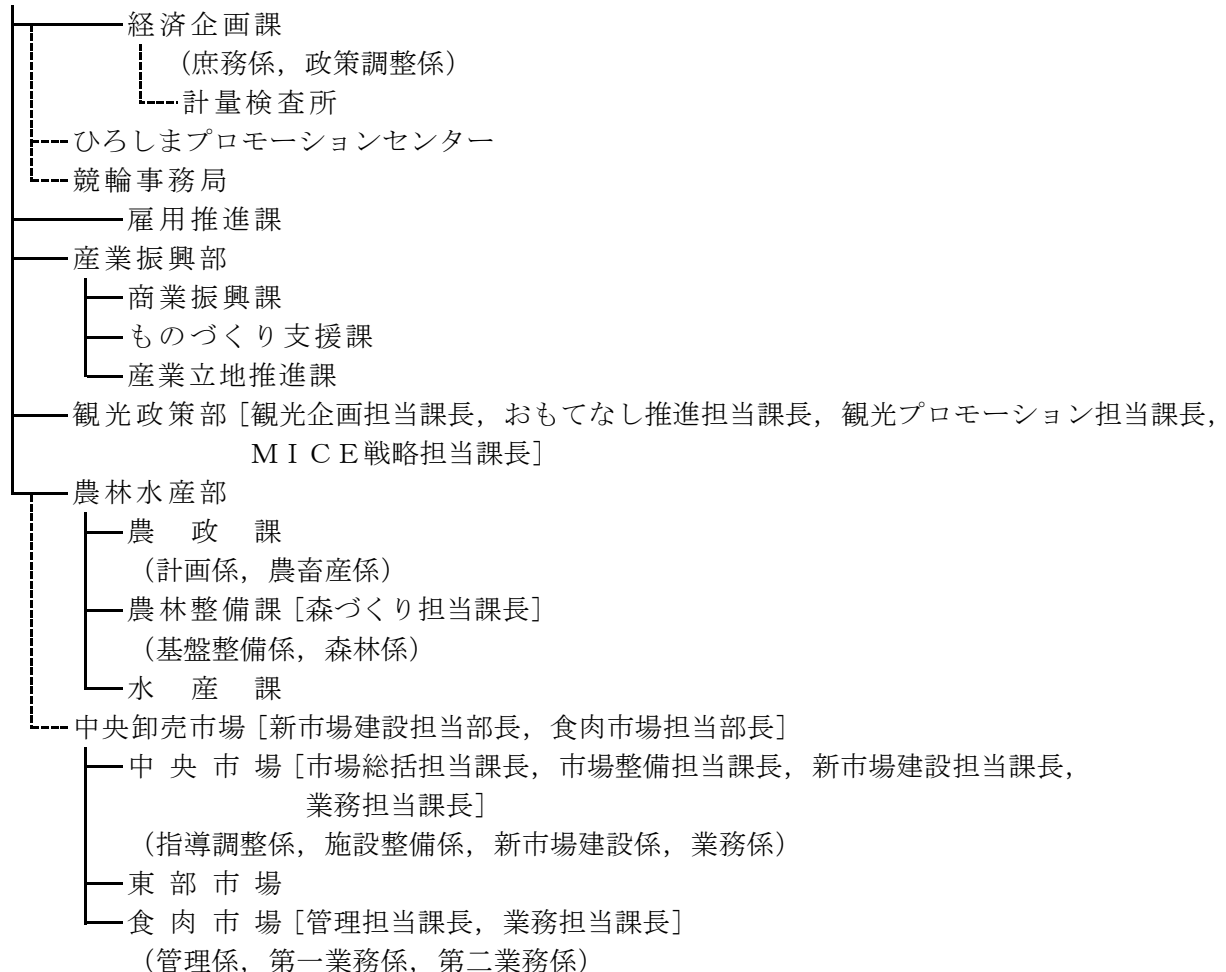 経済企画課
（庶務係，政策調整係）
計量検査所
ひろしまプロモーションセンター
競輪事務局
雇用推進課
産業振興部
商業振興課
ものづくり支援課
産業立地推進課
観光政策部［観光企画担当課長，おもてなし推進担当課長，観光プロモーション担当課長，
ＭＩＣＥ戦略担当課長］
農林水産部
農　政　課
（計画係，農畜産係）
農林整備課［森づくり担当課長］
（基盤整備係，森林係）
水　産　課
中央卸売市場［新市場建設担当部長，食肉市場担当部長］
中 央 市 場［市場総括担当課長，市場整備担当課長，新市場建設担当課長，
業務担当課長］
（指導調整係，施設整備係，新市場建設係，業務係）
東 部 市 場
食 肉 市 場［管理担当課長，業務担当課長］
（管理係，第一業務係，第二業務係）